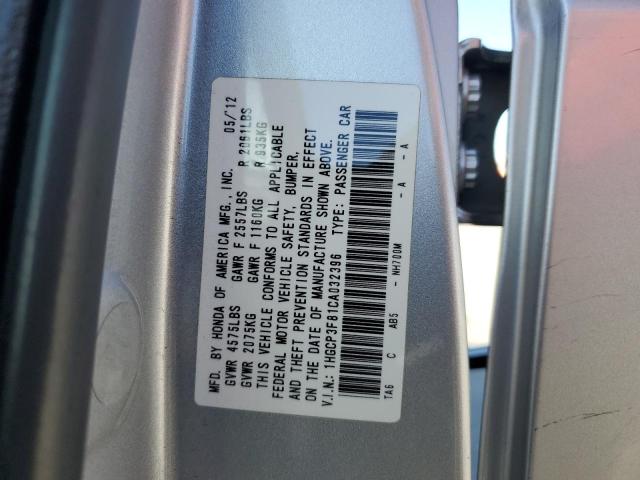 MFD. BY HONDA OF AMERICA MFG., INC. 05/12
GVWR 4575LBS GAWR F 2557LBS R 2061LBS
GVWR 2075KG GAWR F 1160KG R 935KG
THIS VEHICLE CONFORMS TO ALL APPLICABLE
FEDERAL MOTOR VEHICLE SAFETY, BUMPER,
AND THEFT PREVENTION STANDARDS IN EFFECT
ON THE DATE OF MANUFACTURE SHOWN ABOVE.
V.I.N.: 1HGCP3F81CA032396 TYPE: PASSENGER CAR
TA6 C AB5 - NH700M - A - A